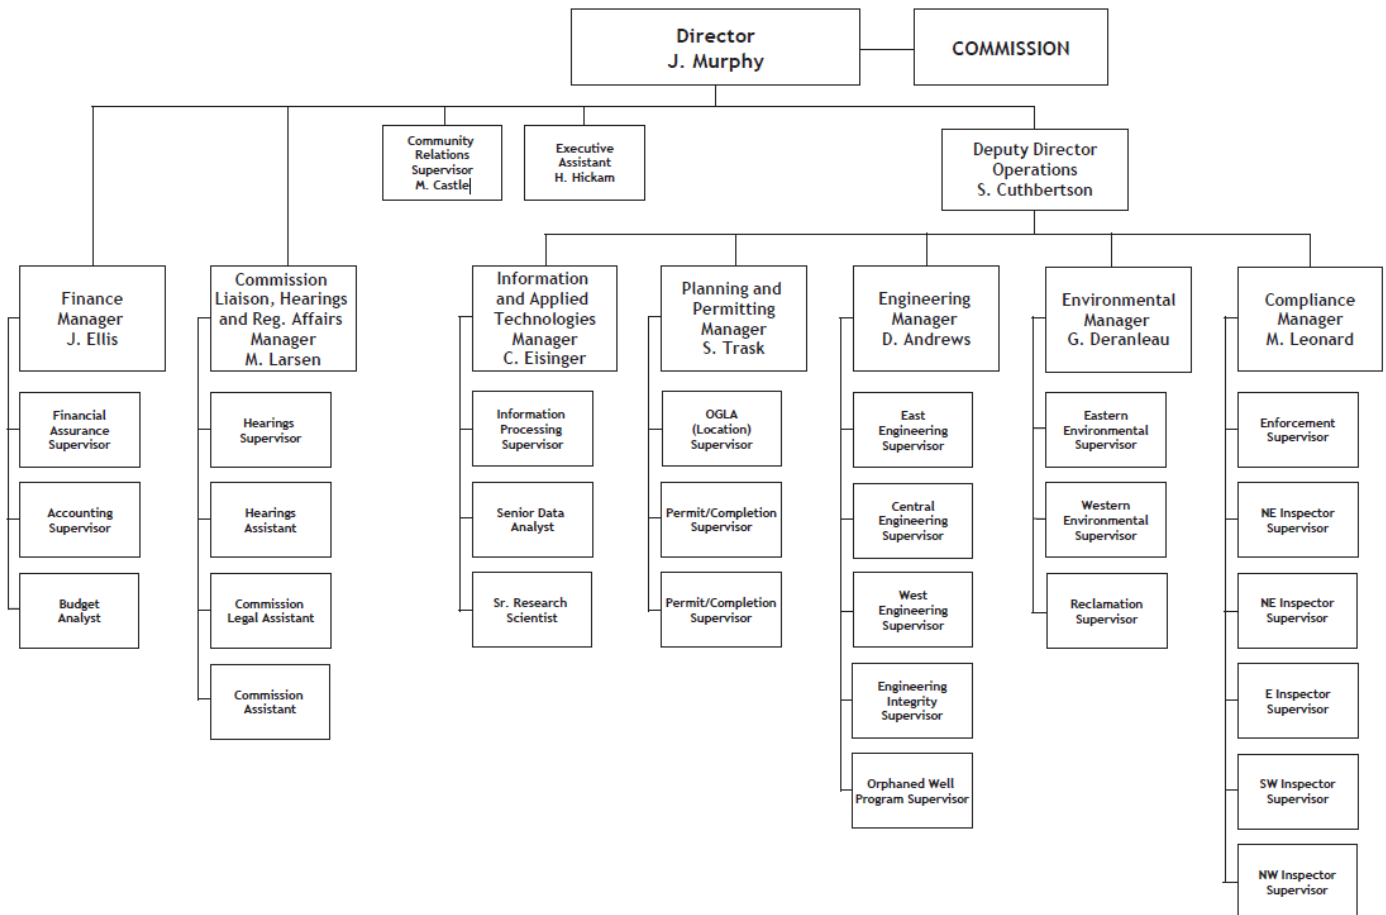 Director
J. Murphy
COMMISSION
Community
Relations
Supervisor
M. Castle
Executive
Assistant
H. Hickam
Deputy Director
Operations
S. Cuthbertson
Finance
Manager
J. Ellis
Commission
Liaison, Hearings
and Reg. Affairs
Manager
M. Larsen
Information
and Applied
Technologies
Manager
C. Eisinger
Planning and
Permitting
Manager
S. Trask
Engineering
Manager
D. Andrews
Environmental
Manager
G. Deranleau
Compliance
Manager
M. Leonard
Financial
Assurance
Supervisor
Hearings
Supervisor
Information
Processing
Supervisor
OGLA
(Location)
Supervisor
East
Engineering
Supervisor
Eastern
Environmental
Supervisor
Enforcement
Supervisor
Accounting
Supervisor
Hearings
Assistant
Senior Data
Analyst
Permit/Completion
Supervisor
Central
Engineering
Supervisor
Western
Environmental
Supervisor
NE Inspector
Supervisor
Budget
Analyst
Commission
Legal Assistant
Sr. Research
Scientist
Permit/Completion
Supervisor
West
Engineering
Supervisor
Reclamation
Supervisor
NE Inspector
Supervisor
Commission
Assistant
Engineering
Integrity
Supervisor
E Inspector
Supervisor
Orphaned Well
Program Supervisor
SW Inspector
Supervisor
NW Inspector
Supervisor